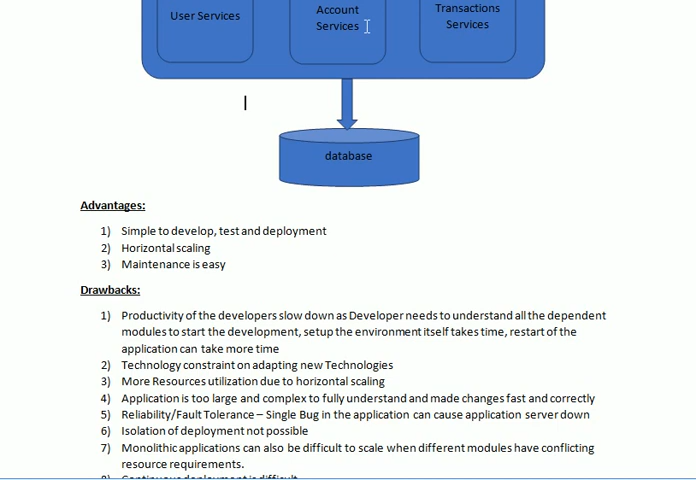 User Services
Account
Services
Transactions
Services
database
Advantages:
1) Simple to develop, test and deployment
2) Horizontal scaling
3) Maintenance is easy
Drawbacks:
1) Productivity of the developers slow down as Developer needs to understand all the dependent
modules to start the development, setup the environment itself takes time, restart of the
application can take more time
2) Technology constraint on adapting new Technologies
3) More Resources utilization due to horizontal scaling
4) Application is too large and complex to fully understand and made changes fast and correctly
5) Reliability/Fault Tolerance – Single Bug in the application can cause application server down
6) Isolation of deployment not possible
7) Monolithic applications can also be difficult to scale when different modules have conflicting
resource requirements.
8) Continuous deployment is difficult